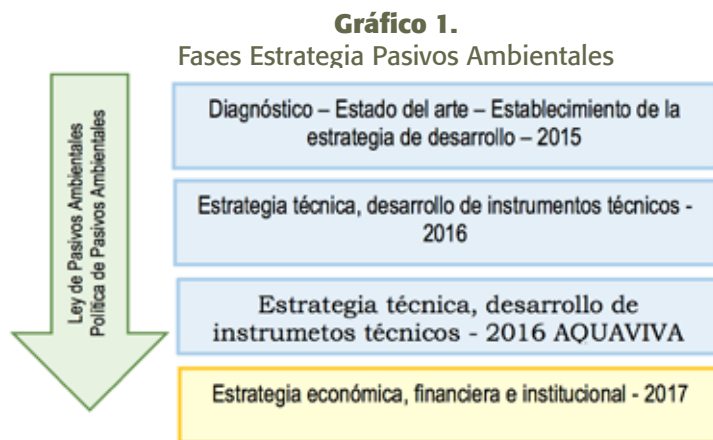 Gráfico 1.
Fases Estrategia Pasivos Ambientales
Ley de Pasivos Ambientales
Política de Pasivos Ambientales
Diagnóstico – Estado del arte – Establecimiento de la
estrategia de desarrollo – 2015
Estrategia técnica, desarrollo de instrumentos técnicos -
2016
Estrategia técnica, desarrollo de
instrumetos técnicos - 2016 AQUAVIVA
Estrategia económica, financiera e institucional - 2017